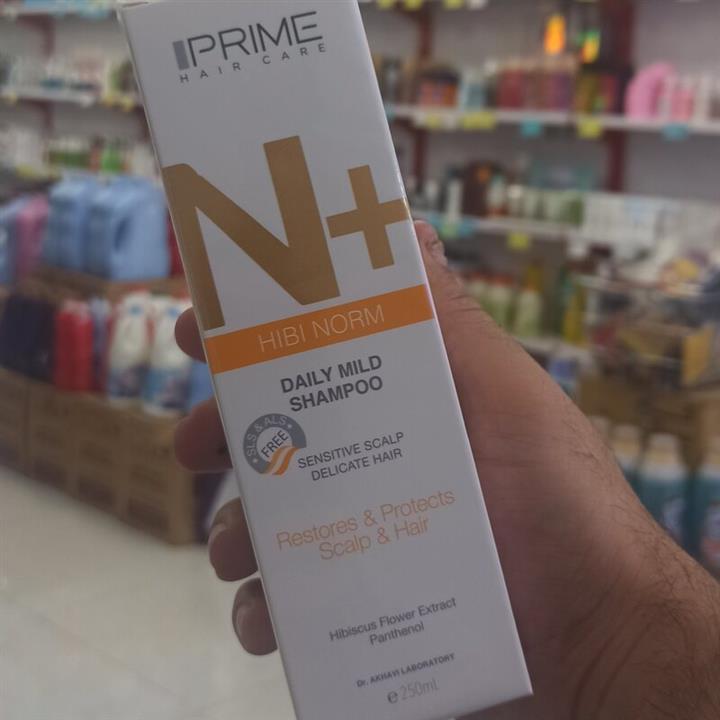 PRIME
HAIR CARE
N+
HIBI NORM
DAILY MILD
SHAMPOO
SLS & ALS
FREE
SENSITIVE SCALP
DELICATE HAIR
Restores & Protects
Scalp & Hair
Hibiscus Flower Extract
Panthenol
Dr. AKHAVI LABORATORY
e 250mL